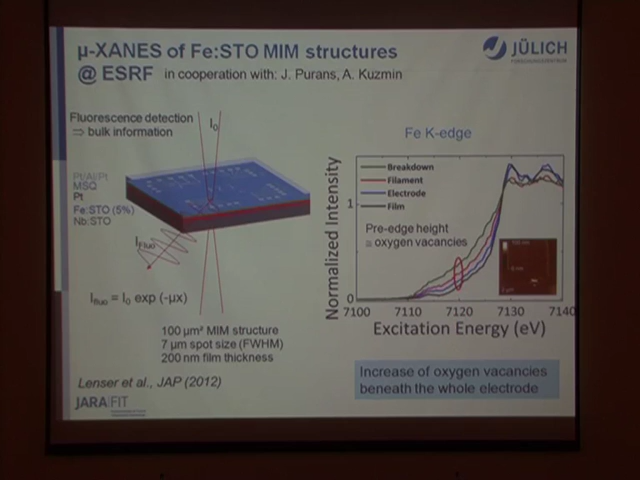 µ-XANES of Fe:STO MIM structures
@ ESRF in cooperation with: J. Purans, A. Kuzmin
JÜLICH
FORSCHUNGSZENTRUM
Fluorescence detection
⇒ bulk information
I₀
Pt/Al/Pt
MSQ
Pt
Fe:STO (5%)
Nb:STO
I_Fluo
I_fluo = I₀ exp (-µx)
100 µm² MIM structure
7 µm spot size (FWHM)
200 nm film thickness
Lenser et al., JAP (2012)
JARA|FIT
Fe K-edge
Normalized Intensity
1
0
Breakdown
Filament
Electrode
Film
Pre-edge height
≅ oxygen vacancies
7100 7110 7120 7130 7140
Excitation Energy (eV)
Increase of oxygen vacancies
beneath the whole electrode